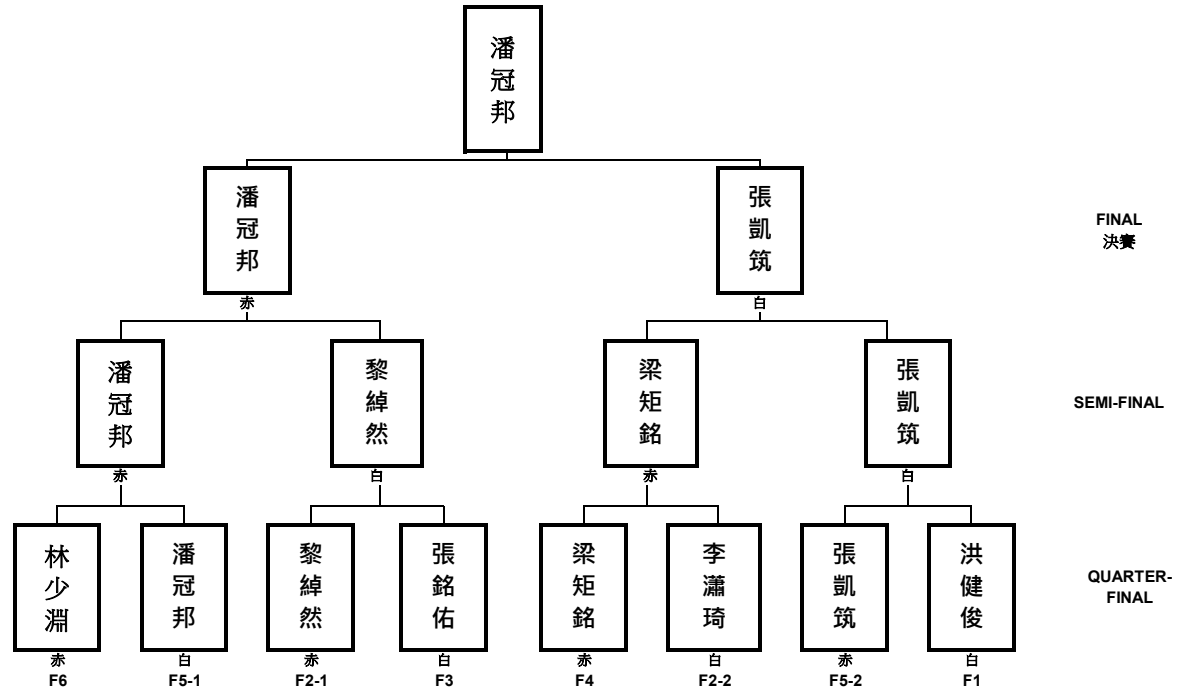 潘冠邦
潘冠邦
張凱筑
FINAL
決賽
赤
白
潘冠邦
黎綽然
梁矩銘
張凱筑
SEMI-FINAL
赤
白
赤
白
林少淵
潘冠邦
黎綽然
張銘佑
梁矩銘
李瀟琦
張凱筑
洪健俊
QUARTER-
FINAL
赤
白
赤
白
赤
白
赤
白
F6
F5-1
F2-1
F3
F4
F2-2
F5-2
F1